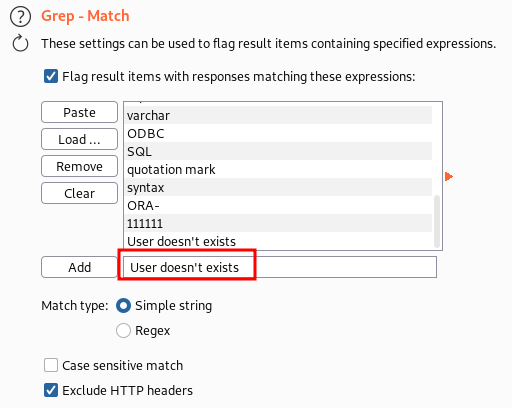 ? Grep - Match
These settings can be used to flag result items containing specified expressions.
Flag result items with responses matching these expressions:
Paste
Load ...
Remove
Clear
varchar
ODBC
SQL
quotation mark
syntax
ORA-
111111
User doesn't exists
Add
User doesn't exists
Match type:
Simple string
Regex
Case sensitive match
Exclude HTTP headers